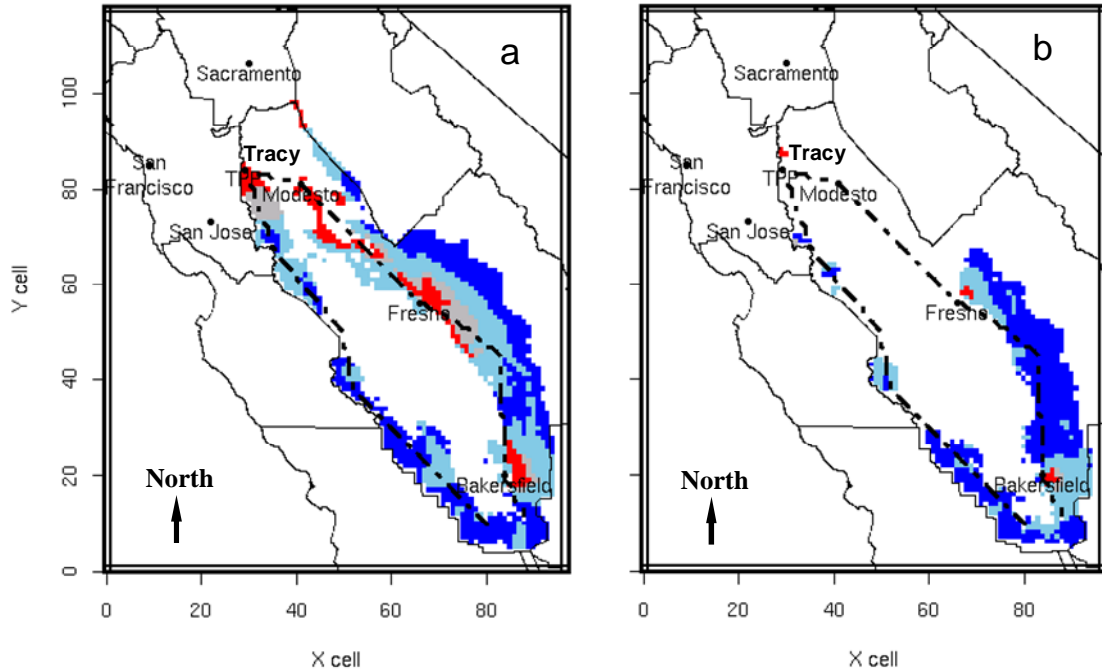 a
Sacramento
Tracy
San
Francisco
Modesto
San Jose
Fresno
North
Bakersfield
Y cell
0
20
40
60
80
100
0
20
40
60
80
X cell
b
Sacramento
Tracy
San
Francisco
Modesto
San Jose
Fresno
North
Bakersfield
0
20
40
60
80
X cell